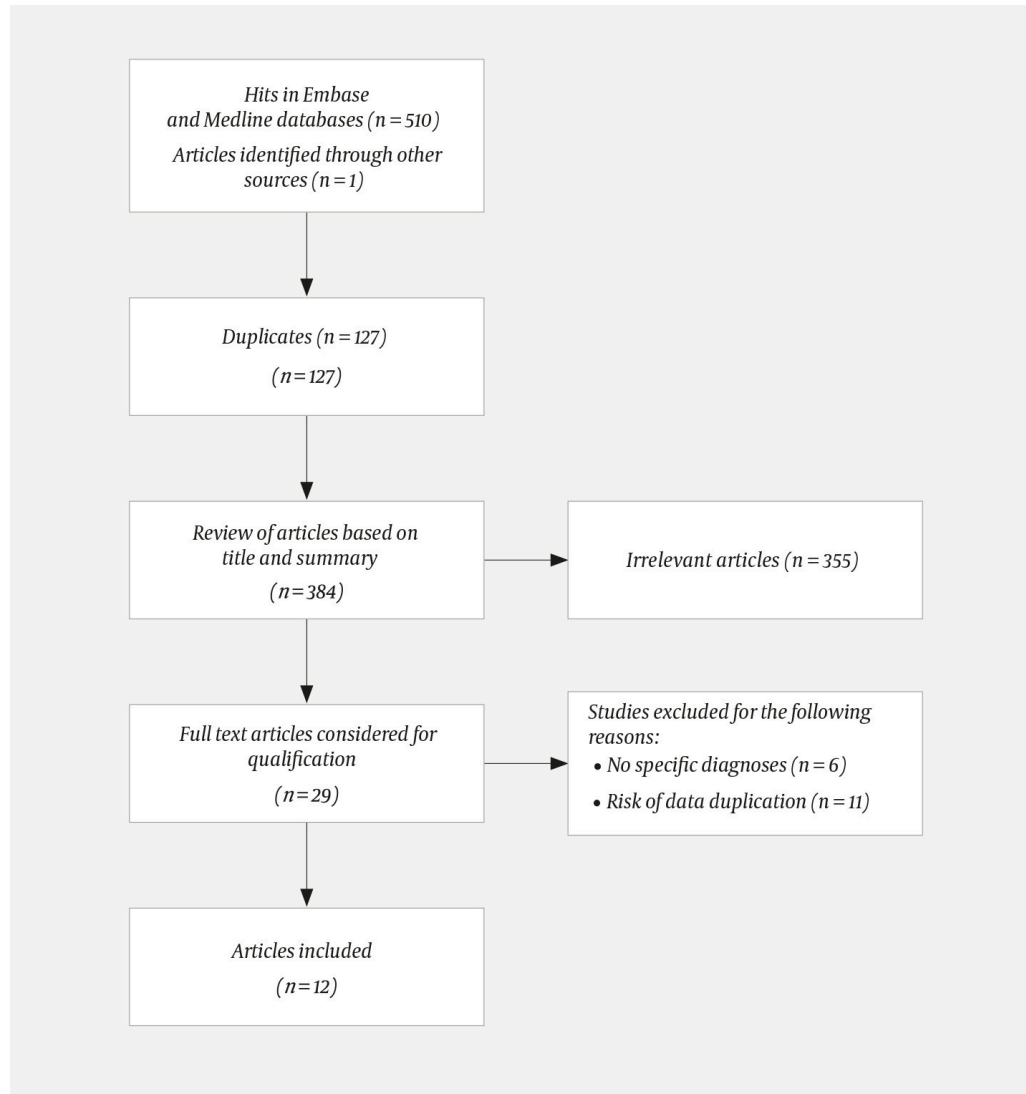 Hits in Embase
and Medline databases (n = 510)
Articles identified through other
sources (n = 1)
Duplicates (n = 127)
(n = 127)
Review of articles based on
title and summary
(n = 384)
Irrelevant articles (n = 355)
Full text articles considered for
qualification
(n = 29)
Studies excluded for the following
reasons:
• No specific diagnoses (n = 6)
• Risk of data duplication (n = 11)
Articles included
(n = 12)